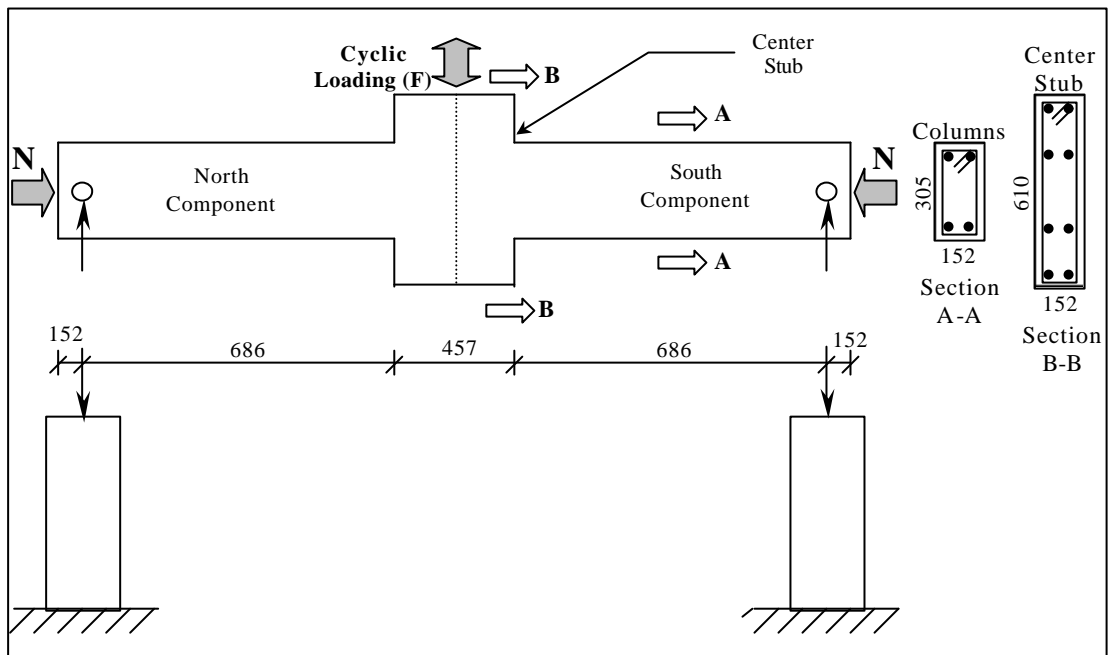 Cyclic
Loading (F)
B
Center
Stub
A
N
North
Component
South
Component
N
A
B
Columns
305
152
Section
A-A
Center
Stub
610
152
Section
B-B
152
686
457
686
152